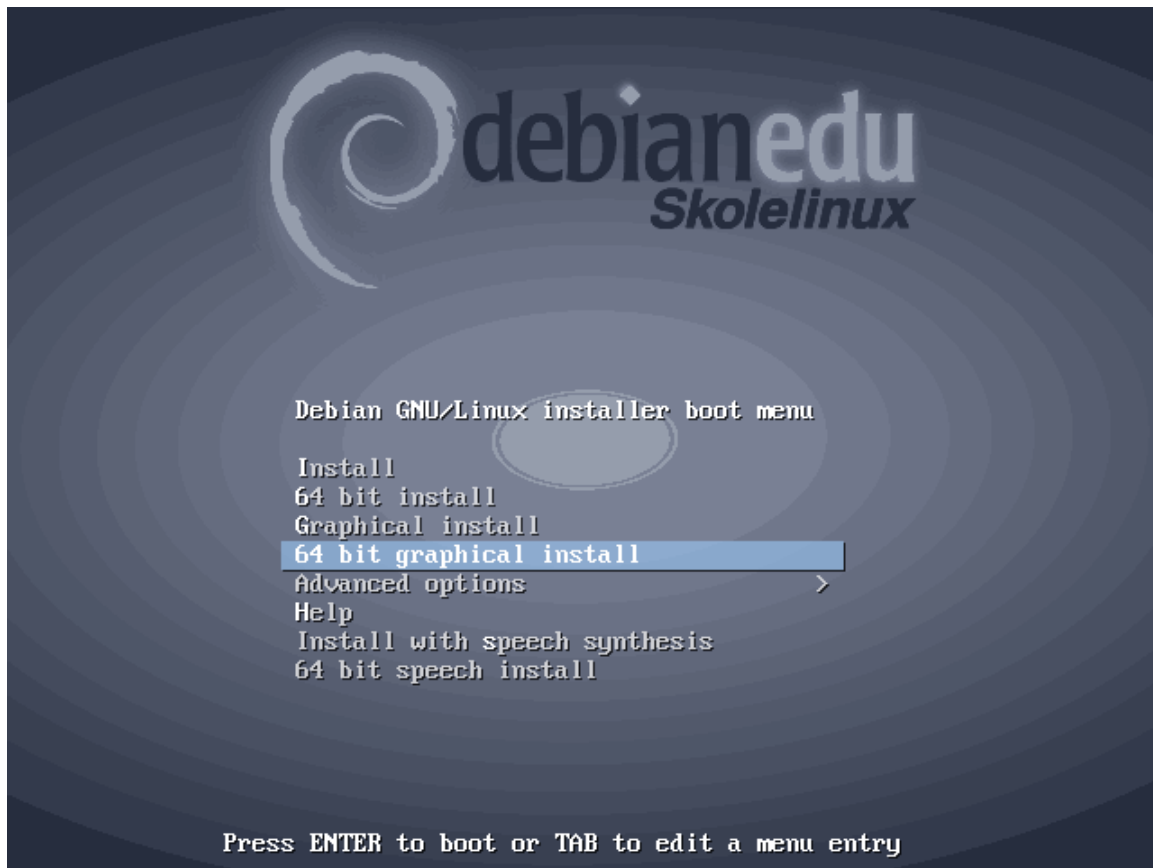 debianedu
Skolelinux
Debian GNU/Linux installer boot menu
Install
64 bit install
Graphical install
64 bit graphical install
Advanced options >
Help
Install with speech synthesis
64 bit speech install
Press ENTER to boot or TAB to edit a menu entry